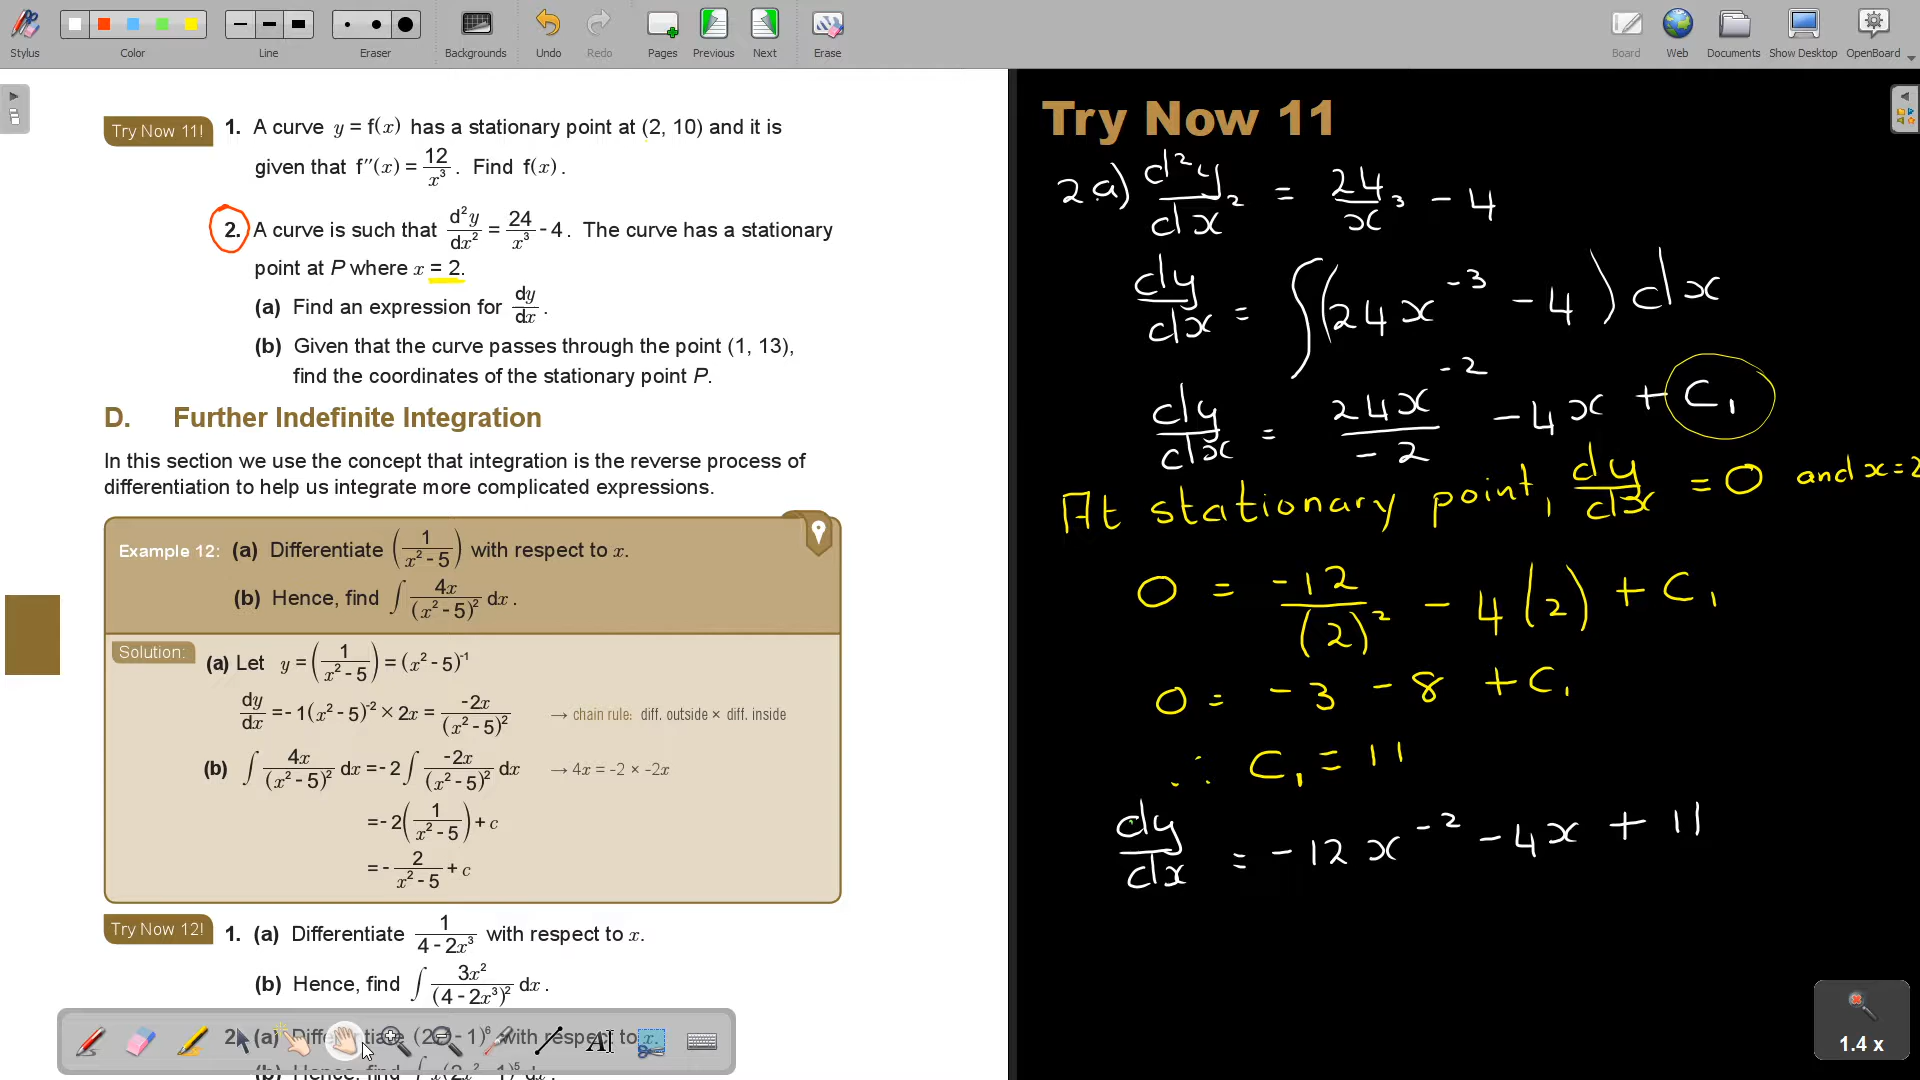 Stylus Color Line Eraser Backgrounds Undo Redo Pages Previous Next Erase Board Web Documents Show Desktop OpenBoard
Try Now 11!
1. A curve y = f(x) has a stationary point at (2, 10) and it is
given that f″(x) = 12/x³ . Find f(x) .
2. A curve is such that d²y/dx² = 24/x³ - 4 . The curve has a stationary
point at P where x = 2.
(a) Find an expression for dy/dx .
(b) Given that the curve passes through the point (1, 13),
find the coordinates of the stationary point P.
D. Further Indefinite Integration
In this section we use the concept that integration is the reverse process of
differentiation to help us integrate more complicated expressions.
Example 12: (a) Differentiate (1/(x² - 5)) with respect to x.
(b) Hence, find ∫ 4x/(x² - 5)² dx .
Solution:
(a) Let y = (1/(x² - 5)) = (x² - 5)⁻¹
dy/dx = - 1(x² - 5)⁻² × 2x = -2x/(x² - 5)² → chain rule: diff. outside × diff. inside
(b) ∫ 4x/(x² - 5)² dx = - 2 ∫ -2x/(x² - 5)² dx → 4x = -2 × -2x
= - 2(1/(x² - 5)) + c
= - 2/(x² - 5) + c
Try Now 12!
1. (a) Differentiate 1/(4 - 2x³) with respect to x.
(b) Hence, find ∫ 3x²/(4 - 2x³)² dx .
2. (a) Differentiate with respect to x.
(b) Hence, find
Try Now 11
2a) d²y/dx² = 24/x³ - 4
dy/dx = ∫(24x⁻³ - 4) dx
dy/dx = 24x⁻²/-2 - 4x + C₁
At stationary point, dy/dx = 0 and x = 2
0 = -12/(2)² - 4(2) + C₁
0 = -3 - 8 + C₁
∴ C₁ = 11
dy/dx = -12x⁻² - 4x + 11
1.4 x